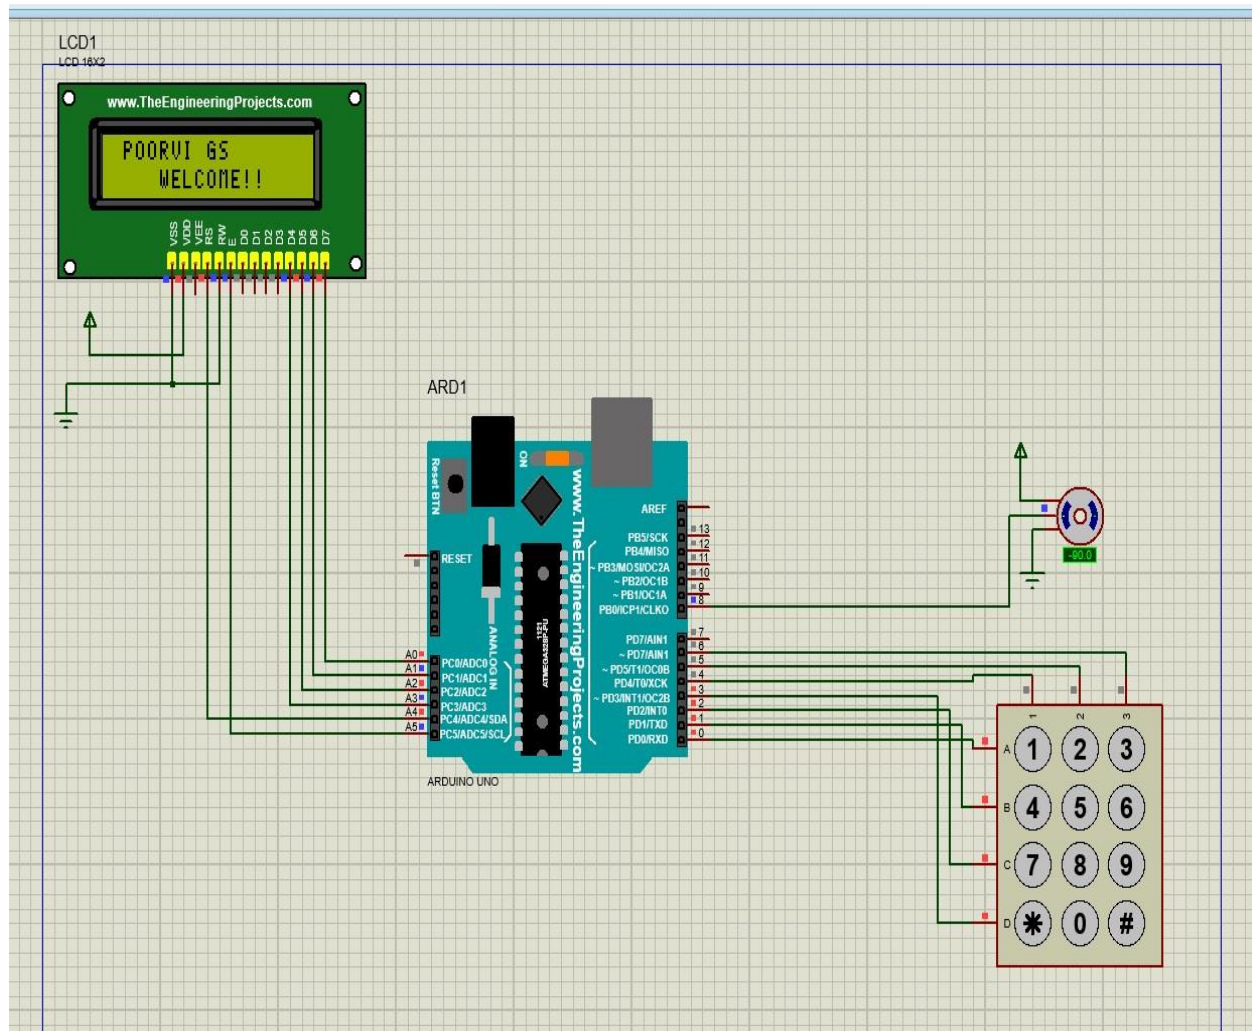 LCD1
LCD 16X2
www.TheEngineeringProjects.com
POORVI GS
WELCOME!!
VSS
VDD
VEE
RS
RW
E
D0
D1
D2
D3
D4
D5
D6
D7
ARD1
Reset BTN
ON
www.TheEngineeringProjects.com
ANALOG IN
1121
ATMEGA328P-PU
RESET
A0 PC0/ADC0
A1 PC1/ADC1
A2 PC2/ADC2
A3 PC3/ADC3
A4 PC4/ADC4/SDA
A5 PC5/ADC5/SCL
AREF
PB5/SCK 13
PB4/MISO 12
~ PB3/MOSI/OC2A 11
~ PB2/OC1B 10
~ PB1/OC1A 9
PB0/ICP1/CLKO 8
PD7/AIN1 7
~ PD7/AIN1 6
~ PD5/T1/OC0B 5
PD4/T0/XCK 4
~ PD3/INT1/OC2B 3
PD2/INT0 2
PD1/TXD 1
PD0/RXD 0
ARDUINO UNO
-90.0
1 2 3
A 1 2 3
B 4 5 6
C 7 8 9
D * 0 #